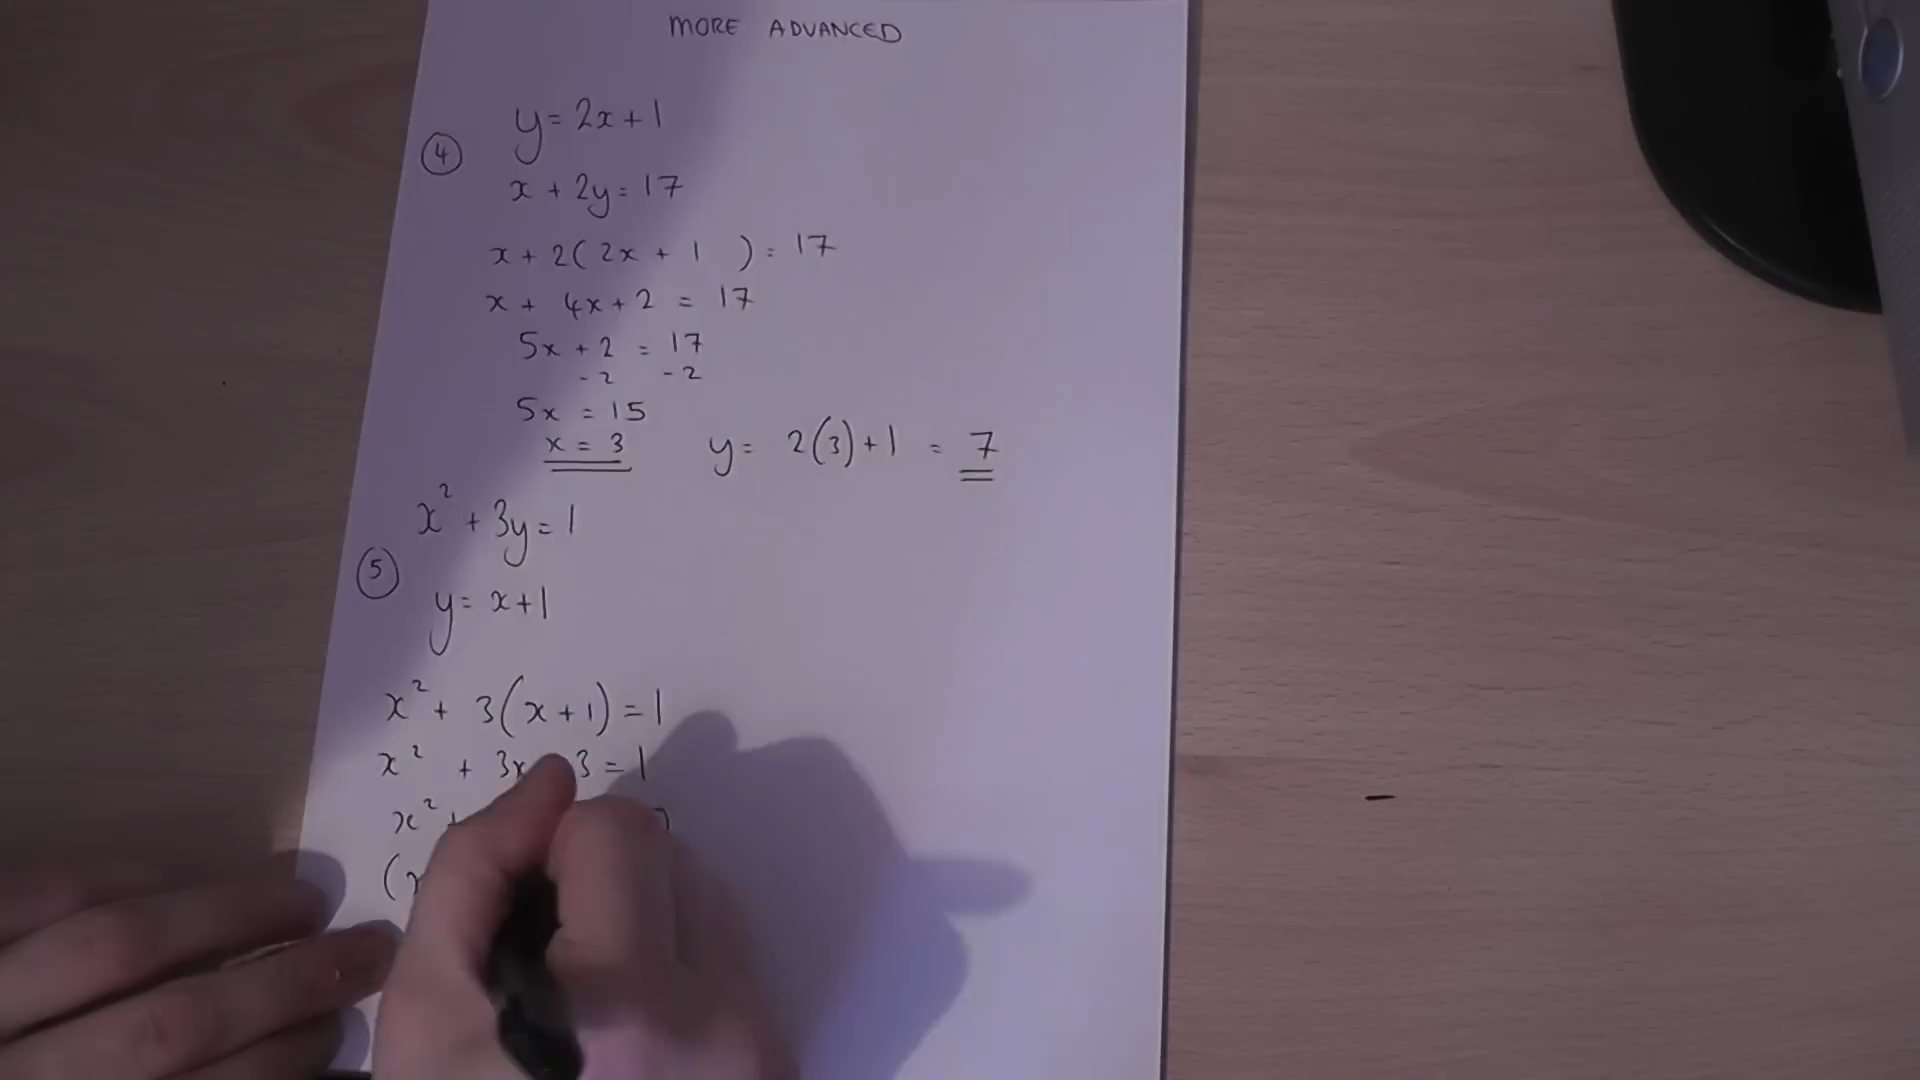 MORE ADVANCED
④
y = 2x + 1
x + 2y = 17
x + 2(2x + 1 ) = 17
x + 4x + 2 = 17
5x + 2 = 17
-2 -2
5x = 15
x = 3 y = 2(3) + 1 = 7
x² + 3y = 1
⑤
y = x + 1
x² + 3(x + 1) = 1
x² + 3x 3 = 1
x² +
(x